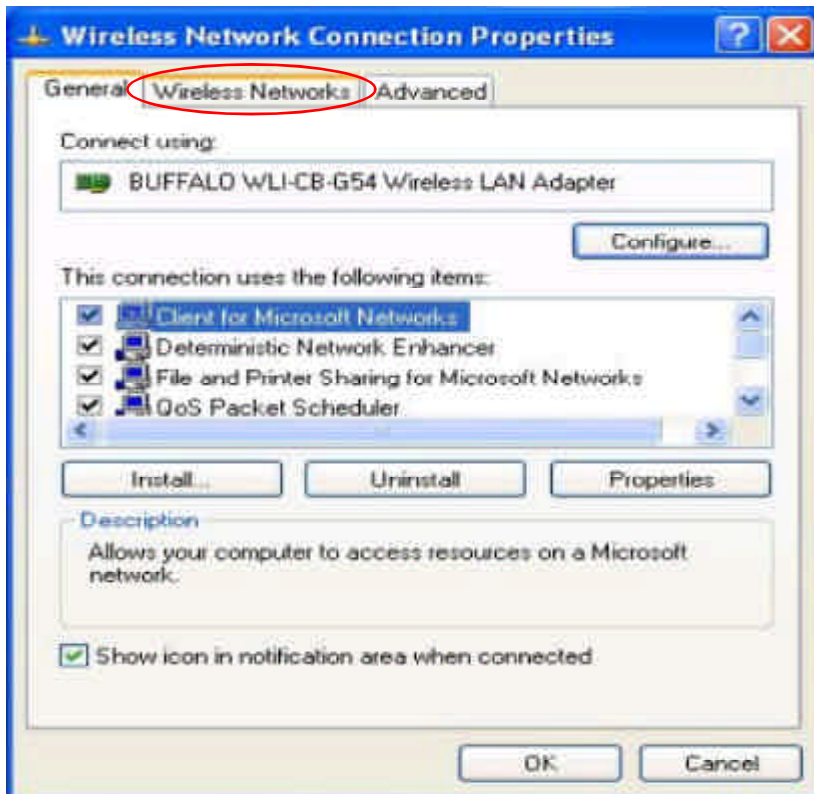 Wireless Network Connection Properties
General Wireless Networks Advanced
Connect using:
BUFFALO WLI-CB-G54 Wireless LAN Adapter
Configure...
This connection uses the following items:
Client for Microsoft Networks
Deterministic Network Enhancer
File and Printer Sharing for Microsoft Networks
QoS Packet Scheduler
Install... Uninstall Properties
Description
Allows your computer to access resources on a Microsoft
network.
Show icon in notification area when connected
OK Cancel